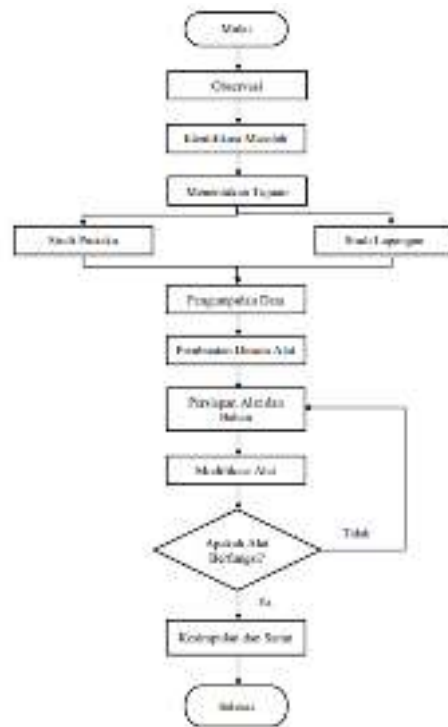 Mulai
Observasi
Identifikasi Masalah
Menentukan Tujuan
Studi Pustaka
Studi Lapangan
Pengumpulan Data
Pembuatan Desain Alat
Persiapan Alat dan
Bahan
Modifikasi Alat
Apakah Alat
Berfungsi?
Tidak
Ya
Kesimpulan dan Saran
Selesai